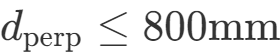 d_perp ≤ 800mm